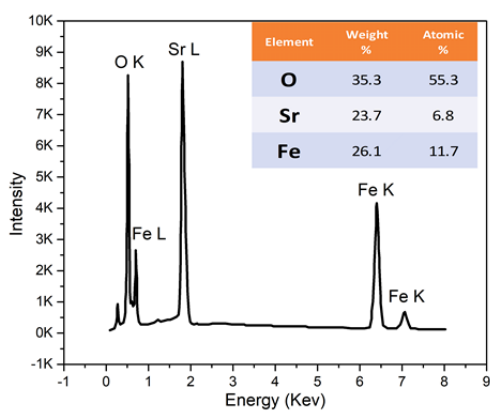 10K
9K
8K
7K
6K
5K
4K
3K
2K
1K
0K
-1K
Intensity
O K
Fe L
Sr L
Fe K
Fe K
Element Weight % Atomic %
O 35.3 55.3
Sr 23.7 6.8
Fe 26.1 11.7
-1 0 1 2 3 4 5 6 7 8 9
Energy (Kev)